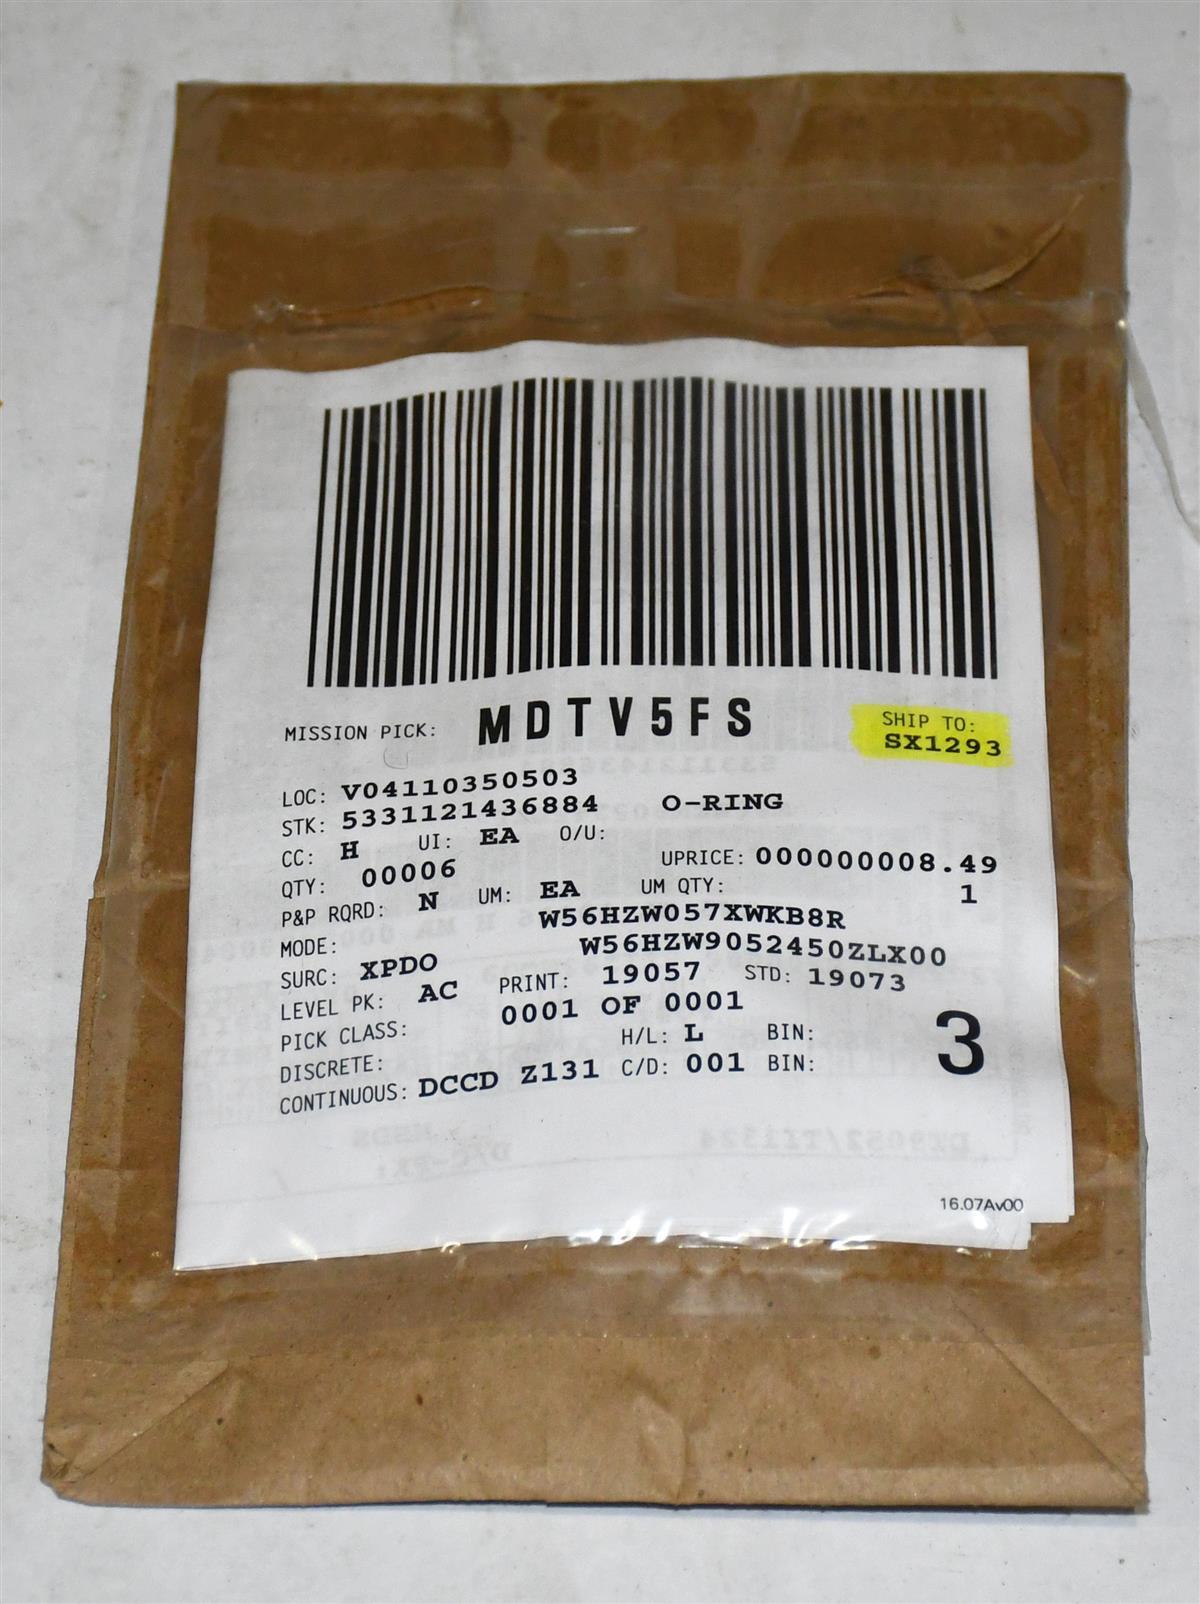 MISSION PICK: MDTV5FS
SHIP TO:
SX1293
LOC: V04110350503
STK: 5331121436884 O-RING
CC: H UI: EA O/U:
QTY: 00006 UPRICE: 000000008.49
P&P RQRD: N UM: EA UM QTY: 1
MODE: W56HZW057XWKB8R
SURC: XPDO W56HZW9052450ZLX00
LEVEL PK: AC PRINT: 19057 STD: 19073
PICK CLASS: 0001 OF 0001
DISCRETE: H/L: L BIN: 3
CONTINUOUS: DCCD Z131 C/D: 001 BIN:
16.07Av00